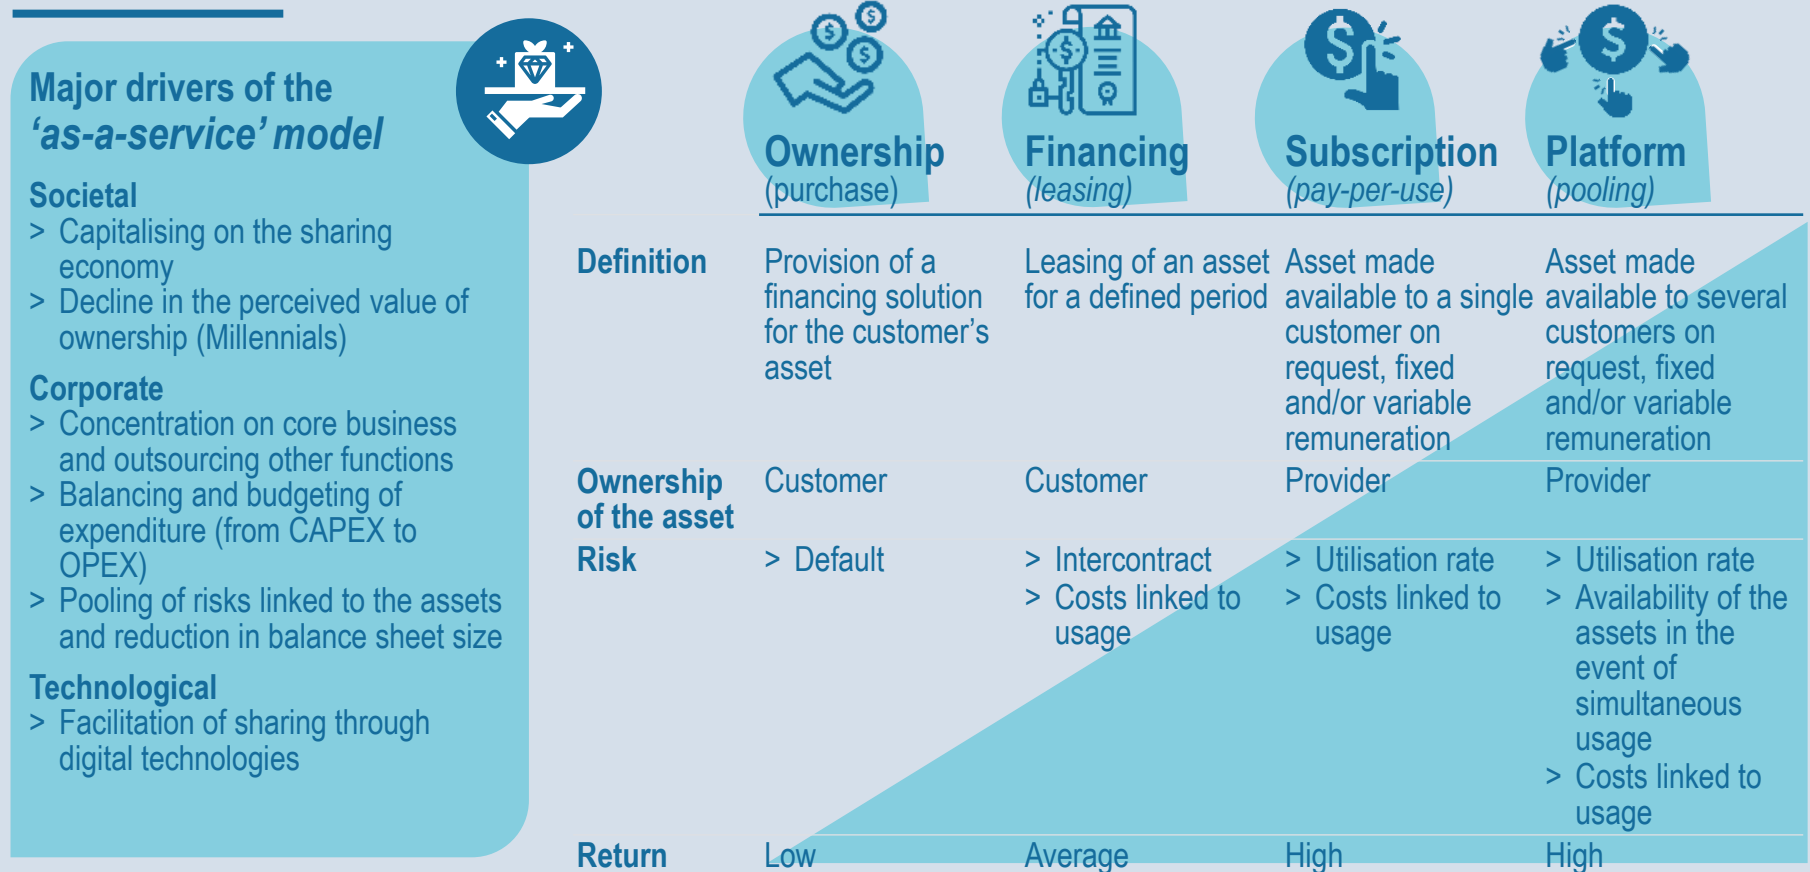 Major drivers of the
‘as-a-service’ model
Societal
> Capitalising on the sharing
economy
> Decline in the perceived value of
ownership (Millennials)
Corporate
> Concentration on core business
and outsourcing other functions
> Balancing and budgeting of
expenditure (from CAPEX to
OPEX)
> Pooling of risks linked to the assets
and reduction in balance sheet size
Technological
> Facilitation of sharing through
digital technologies
Ownership
(purchase)
Financing
(leasing)
Subscription
(pay-per-use)
Platform
(pooling)
Definition
Provision of a
financing solution
for the customer’s
asset
Leasing of an asset
for a defined period
Asset made
available to a single
customer on
request, fixed
and/or variable
remuneration
Asset made
available to several
customers on
request, fixed
and/or variable
remuneration
Ownership
of the asset
Customer
Customer
Provider
Provider
Risk
> Default
> Intercontract
> Costs linked to
usage
> Utilisation rate
> Costs linked to
usage
> Utilisation rate
> Availability of the
assets in the
event of
simultaneous
usage
> Costs linked to
usage
Return
Low
Average
High
High